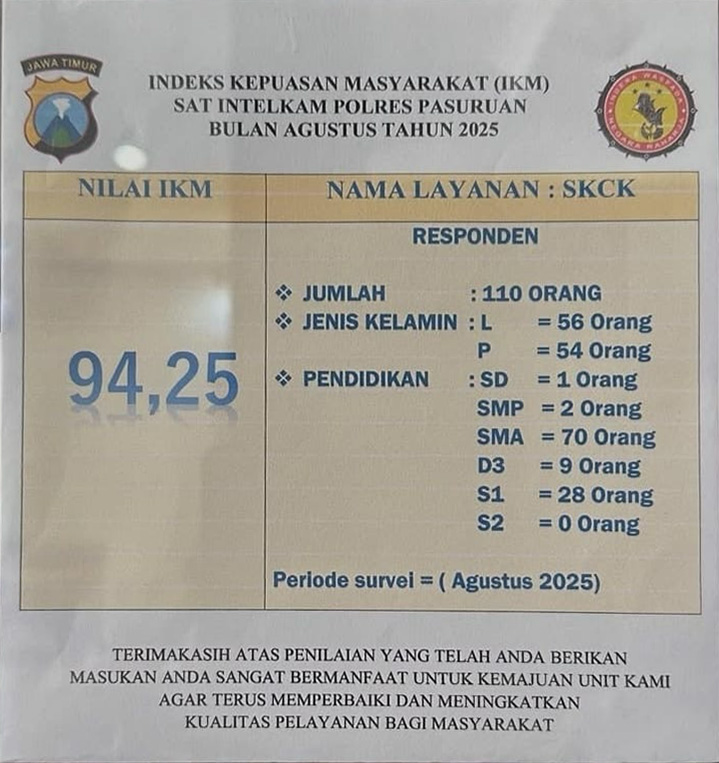 JAWA TIMUR
INDEKS KEPUASAN MASYARAKAT (IKM)
SAT INTELKAM POLRES PASURUAN
BULAN AGUSTUS TAHUN 2025
INDERA WASPADA
NEGARA RAHARJA
NILAI IKM
NAMA LAYANAN : SKCK
94,25
RESPONDEN
❖ JUMLAH : 110 ORANG
❖ JENIS KELAMIN : L = 56 Orang
P = 54 Orang
❖ PENDIDIKAN : SD = 1 Orang
SMP = 2 Orang
SMA = 70 Orang
D3 = 9 Orang
S1 = 28 Orang
S2 = 0 Orang
Periode survei = ( Agustus 2025)
TERIMAKASIH ATAS PENILAIAN YANG TELAH ANDA BERIKAN
MASUKAN ANDA SANGAT BERMANFAAT UNTUK KEMAJUAN UNIT KAMI
AGAR TERUS MEMPERBAIKI DAN MENINGKATKAN
KUALITAS PELAYANAN BAGI MASYARAKAT